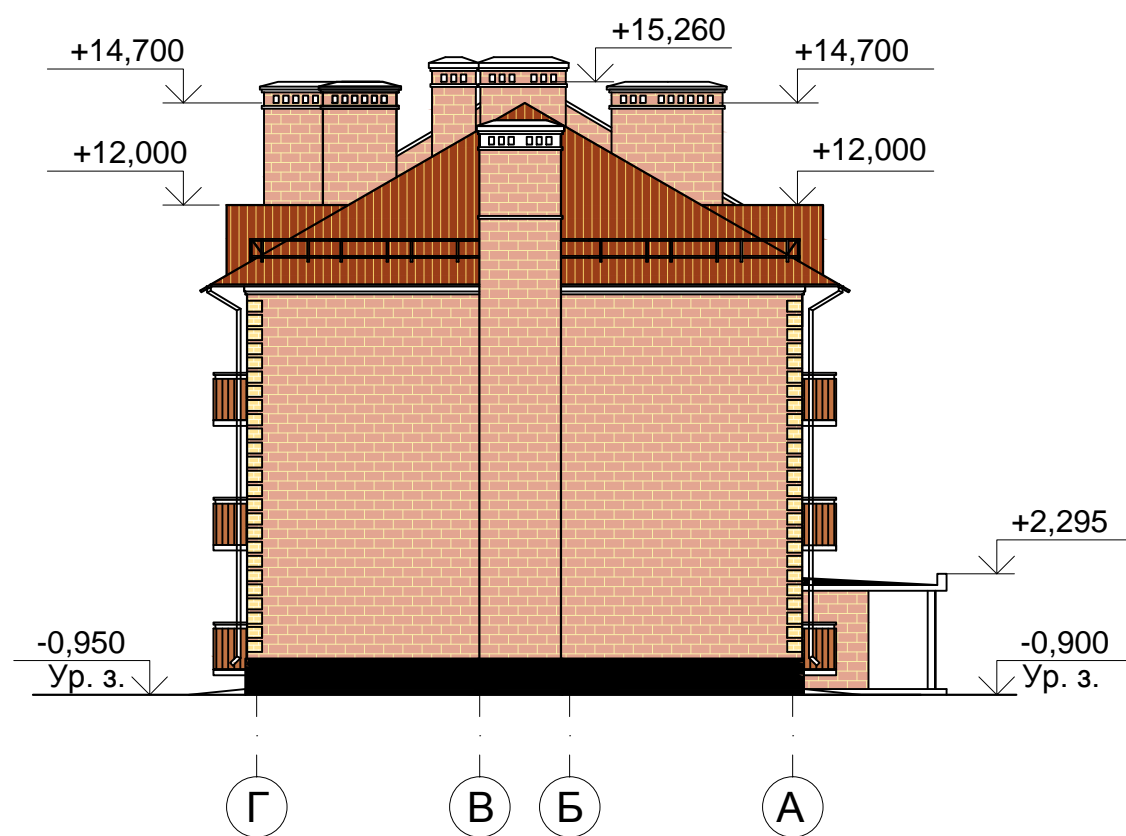 +15,260
+14,700
+14,700
+12,000
+12,000
+2,295
-0,950
Ур. з.
-0,900
Ур. з.
Г
В
Б
А